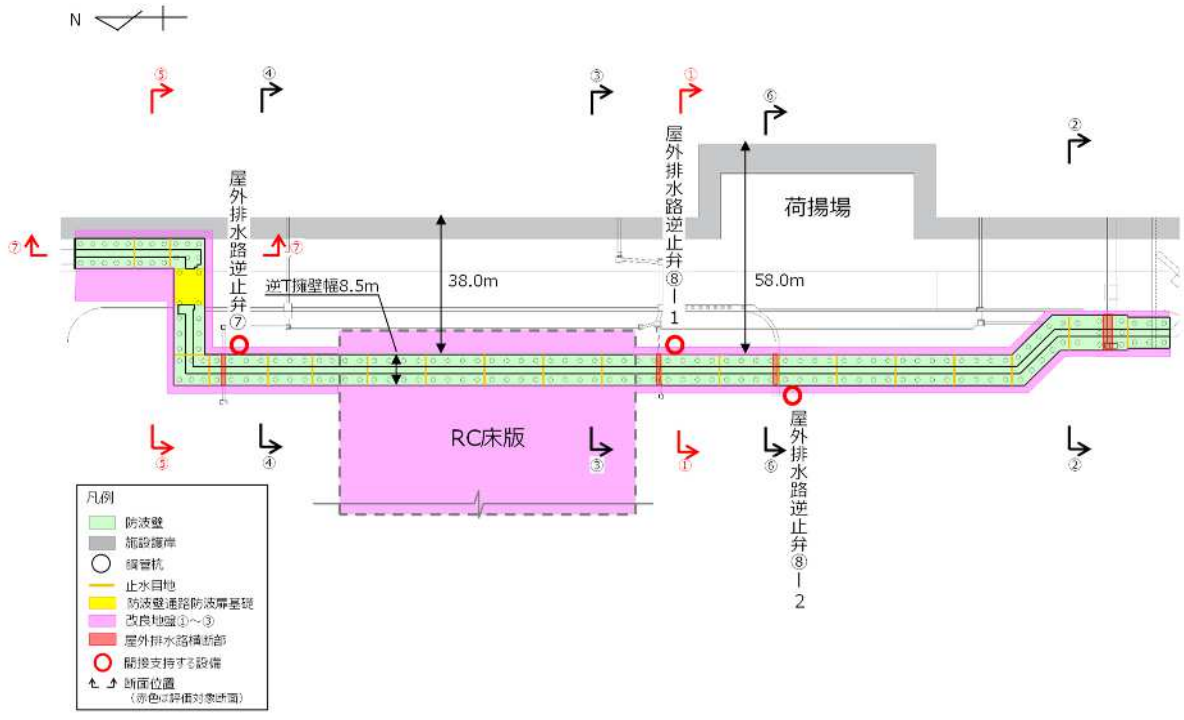 N
⑤
④
③
①
⑥
②
屋外排水路逆止弁⑦
屋外排水路逆止弁⑧－1
荷揚場
⑦
⑦
逆T擁壁幅8.5m
38.0m
58.0m
RC床版
屋外排水路逆止弁⑧－2
⑤
④
③
①
⑥
②
凡例
防波壁
施設護岸
鋼管杭
止水目地
防波壁通路防波扉基礎
改良地盤①～③
屋外排水路横断部
間接支持する設備
断面位置
（赤色は評価対象断面）